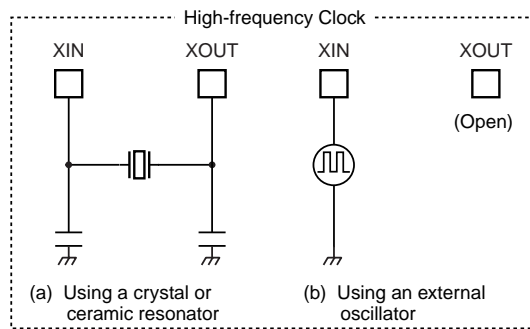 High-frequency Clock
XIN XOUT XIN XOUT
(Open)
(a) Using a crystal or
ceramic resonator
(b) Using an external
oscillator